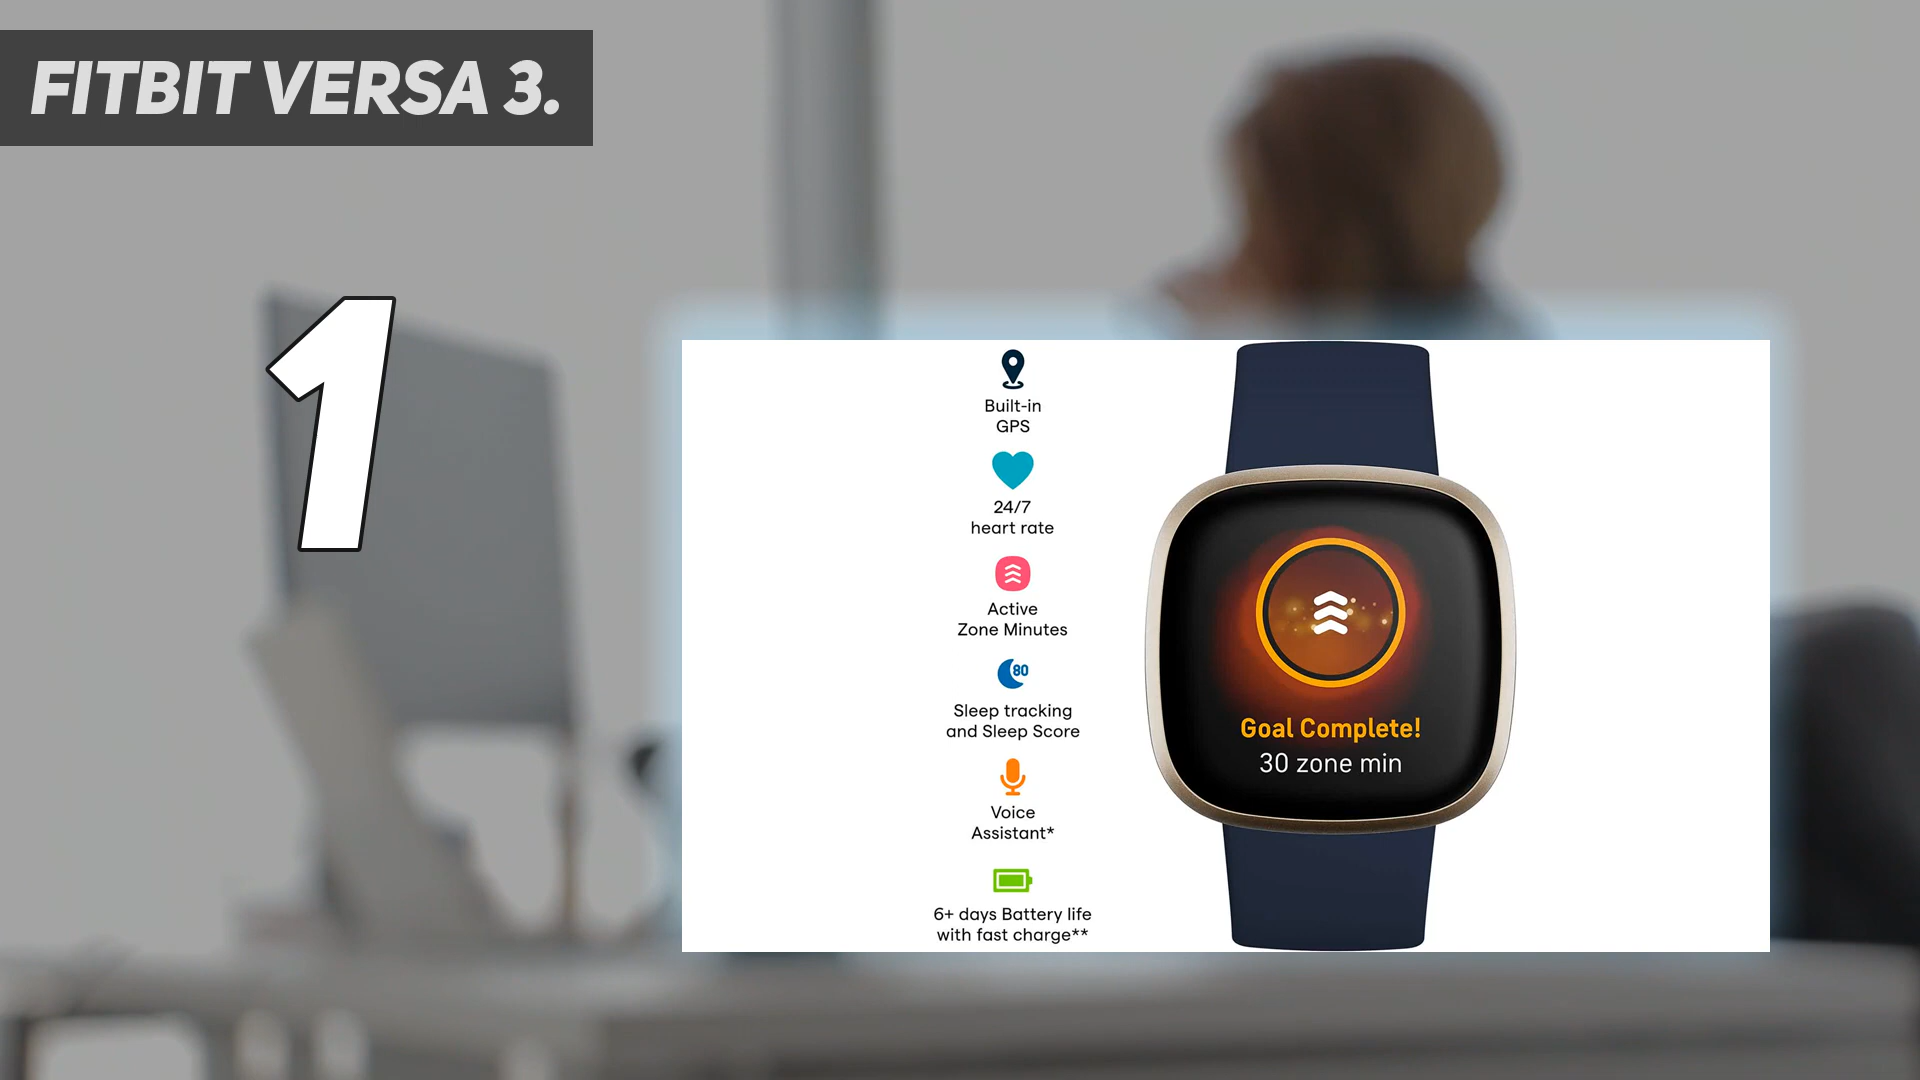 FITBIT VERSA 3.
1
Built-in
GPS
24/7
heart rate
Active
Zone Minutes
80
Sleep tracking
and Sleep Score
Voice
Assistant*
6+ days Battery life
with fast charge**
Goal Complete!
30 zone min